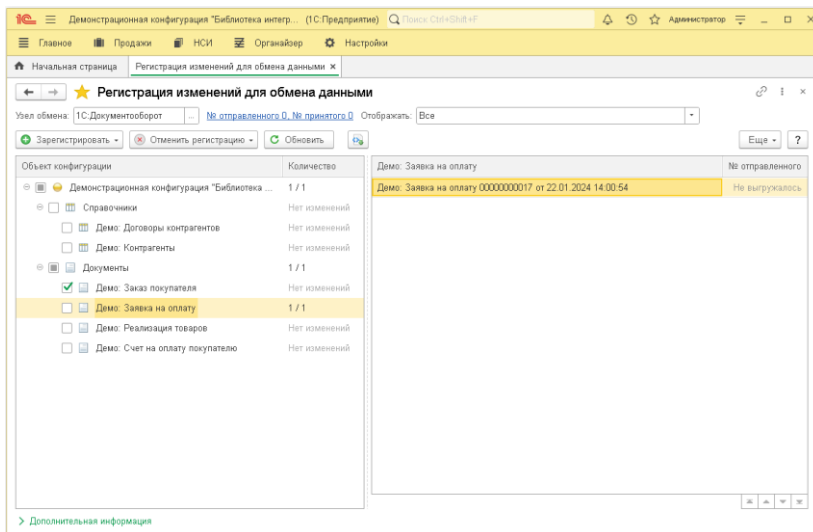 1С Демонстрационная конфигурация "Библиотека интегр... (1С:Предприятие) Поиск Ctrl+Shift+F Администратор
Главное Продажи НСИ Органайзер Настройки
Начальная страница Регистрация изменений для обмена данными ×
Регистрация изменений для обмена данными
Узел обмена: 1С:Документооборот ... № отправленного 0, № принятого 0 Отображать: Все
Зарегистрировать Отменить регистрацию Обновить Еще ?
Объект конфигурации Количество Демо: Заявка на оплату № отправленного
Демонстрационная конфигурация "Библиотека ... 1 / 1 Демо: Заявка на оплату 00000000017 от 22.01.2024 14:00:54 Не выгружалось
Справочники Нет изменений
Демо: Договоры контрагентов Нет изменений
Демо: Контрагенты Нет изменений
Документы 1 / 1
Демо: Заказ покупателя Нет изменений
Демо: Заявка на оплату 1 / 1
Демо: Реализация товаров Нет изменений
Демо: Счет на оплату покупателю Нет изменений
Дополнительная информация